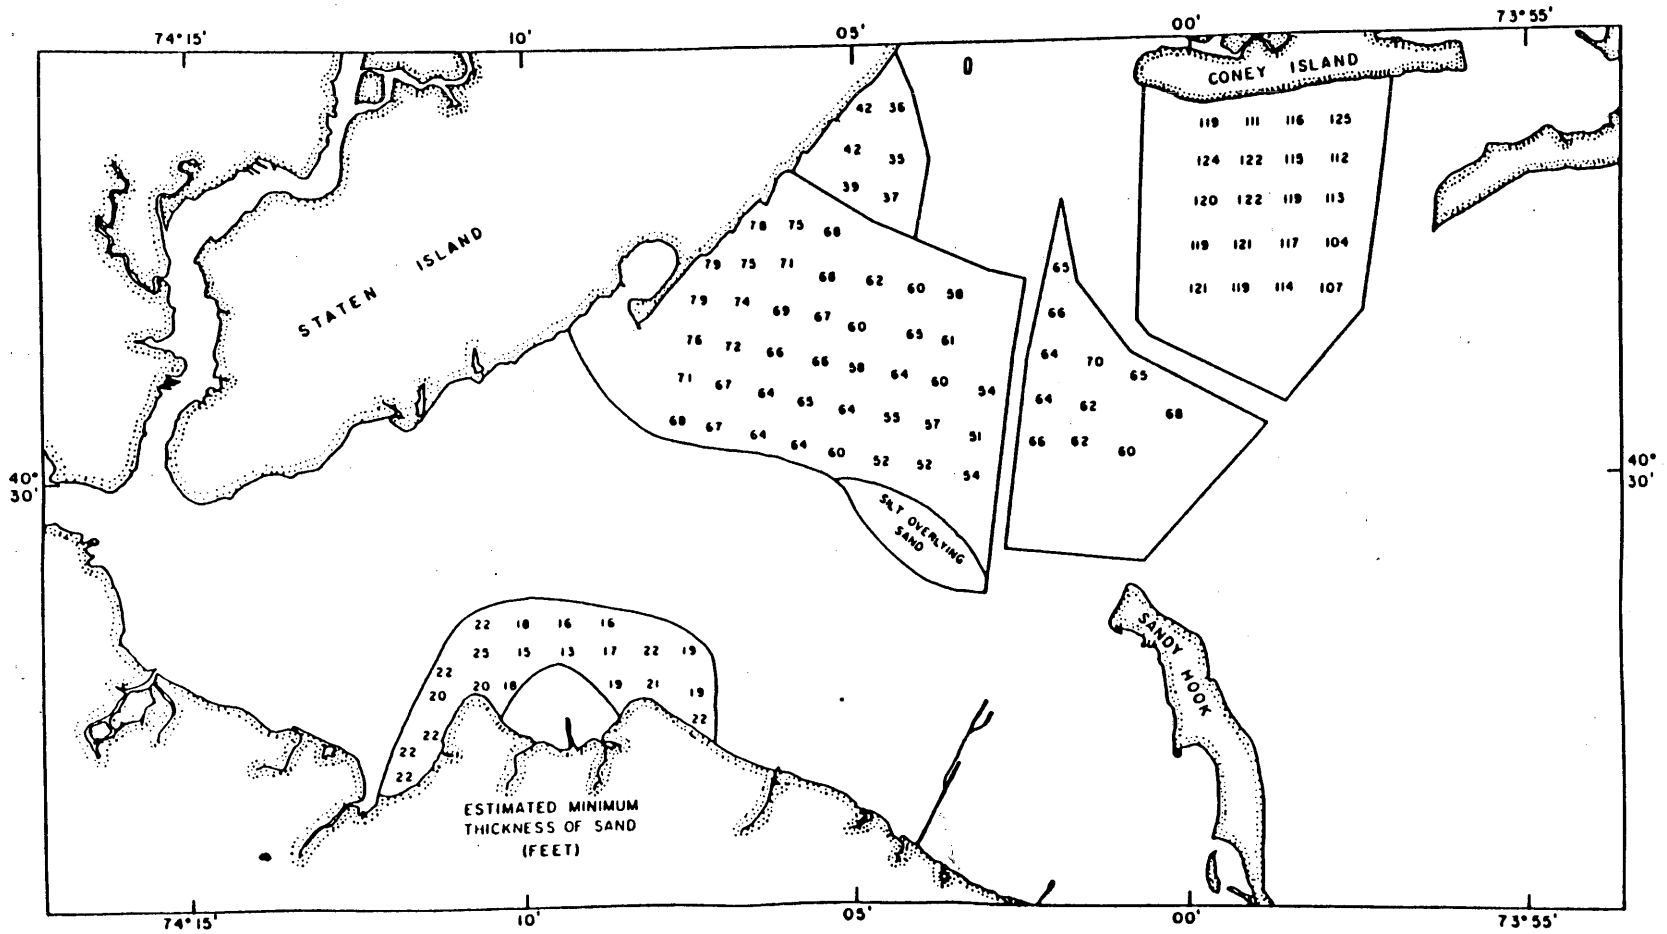 74°15' 10' 05' 00' 73°55'
CONEY ISLAND
42 36
119 111 116 125
42 35
124 122 115 112
39 37
120 122 119 113
78 75 68
119 121 117 104
STATEN ISLAND
79 75 71 68 62 60 58
65
121 119 114 107
79 74 69 67 60 65 61
66
76 72 66 66 58 64 60 54
64 70 65
71 67 64 65 64 55 57 51
64 62 68
68 67 64 64 60 52 52 54
66 62 60
40° 30'
40° 30'
SILT OVERLYING
SAND
22 18 16 16
25 15 13 17 22 19
22
20 20 18 19 21 19
22
22
22
22
SANDY HOOK
ESTIMATED MINIMUM
THICKNESS OF SAND
(FEET)
74°15' 10' 05' 00' 73°55'